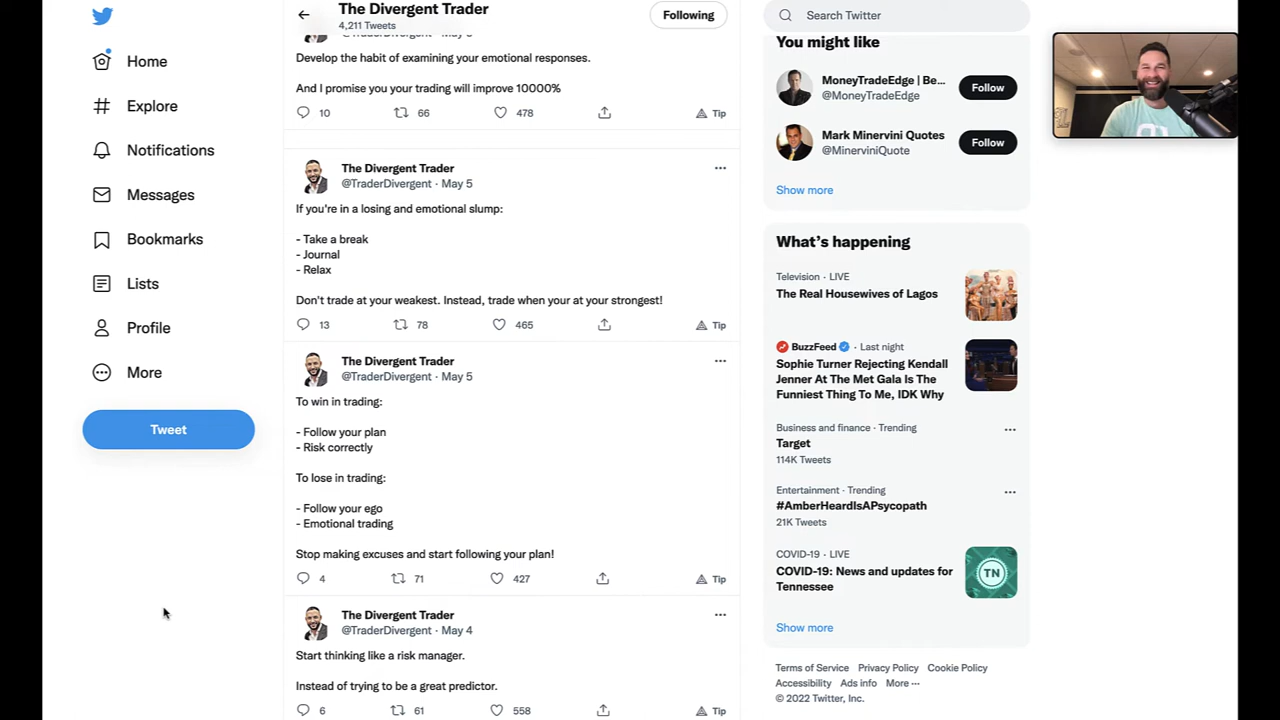 The Divergent Trader
4,211 Tweets
Following
Search Twitter
Home
Explore
Notifications
Messages
Bookmarks
Lists
Profile
More
Tweet
Develop the habit of examining your emotional responses.
And I promise you your trading will improve 10000%
10 66 478 Tip
The Divergent Trader
@TraderDivergent · May 5
If you're in a losing and emotional slump:
- Take a break
- Journal
- Relax
Don't trade at your weakest. Instead, trade when your at your strongest!
13 78 465 Tip
The Divergent Trader
@TraderDivergent · May 5
To win in trading:
- Follow your plan
- Risk correctly
To lose in trading:
- Follow your ego
- Emotional trading
Stop making excuses and start following your plan!
4 71 427 Tip
The Divergent Trader
@TraderDivergent · May 4
Start thinking like a risk manager.
Instead of trying to be a great predictor.
6 61 558 Tip
You might like
MoneyTradeEdge | Be...
@MoneyTradeEdge
Follow
Mark Minervini Quotes
@MinerviniQuote
Follow
Show more
What's happening
Television · LIVE
The Real Housewives of Lagos
BuzzFeed · Last night
Sophie Turner Rejecting Kendall
Jenner At The Met Gala Is The
Funniest Thing To Me, IDK Why
Business and finance · Trending
Target
114K Tweets
Entertainment · Trending
#AmberHeardIsAPsycopath
21K Tweets
COVID-19 · LIVE
COVID-19: News and updates for
Tennessee
TN
Show more
Terms of Service Privacy Policy Cookie Policy
Accessibility Ads info More ···
© 2022 Twitter, Inc.